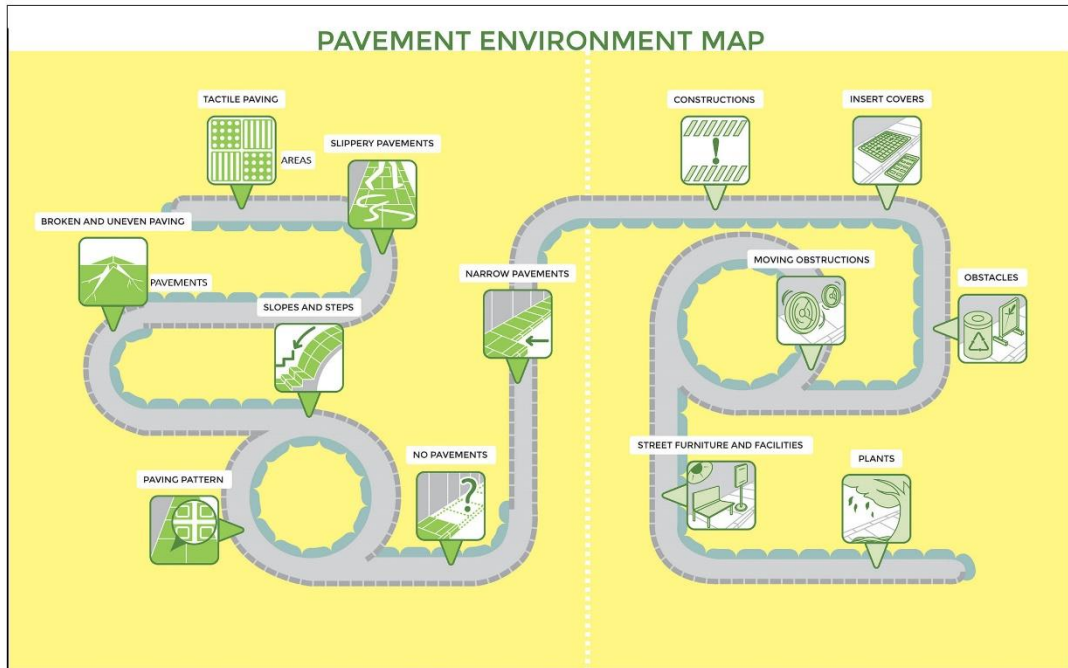 PAVEMENT ENVIRONMENT MAP
TACTILE PAVING
AREAS
SLIPPERY PAVEMENTS
BROKEN AND UNEVEN PAVING
PAVEMENTS
SLOPES AND STEPS
PAVING PATTERN
NO PAVEMENTS
?
NARROW PAVEMENTS
CONSTRUCTIONS
!
INSERT COVERS
MOVING OBSTRUCTIONS
OBSTACLES
STREET FURNITURE AND FACILITIES
PLANTS